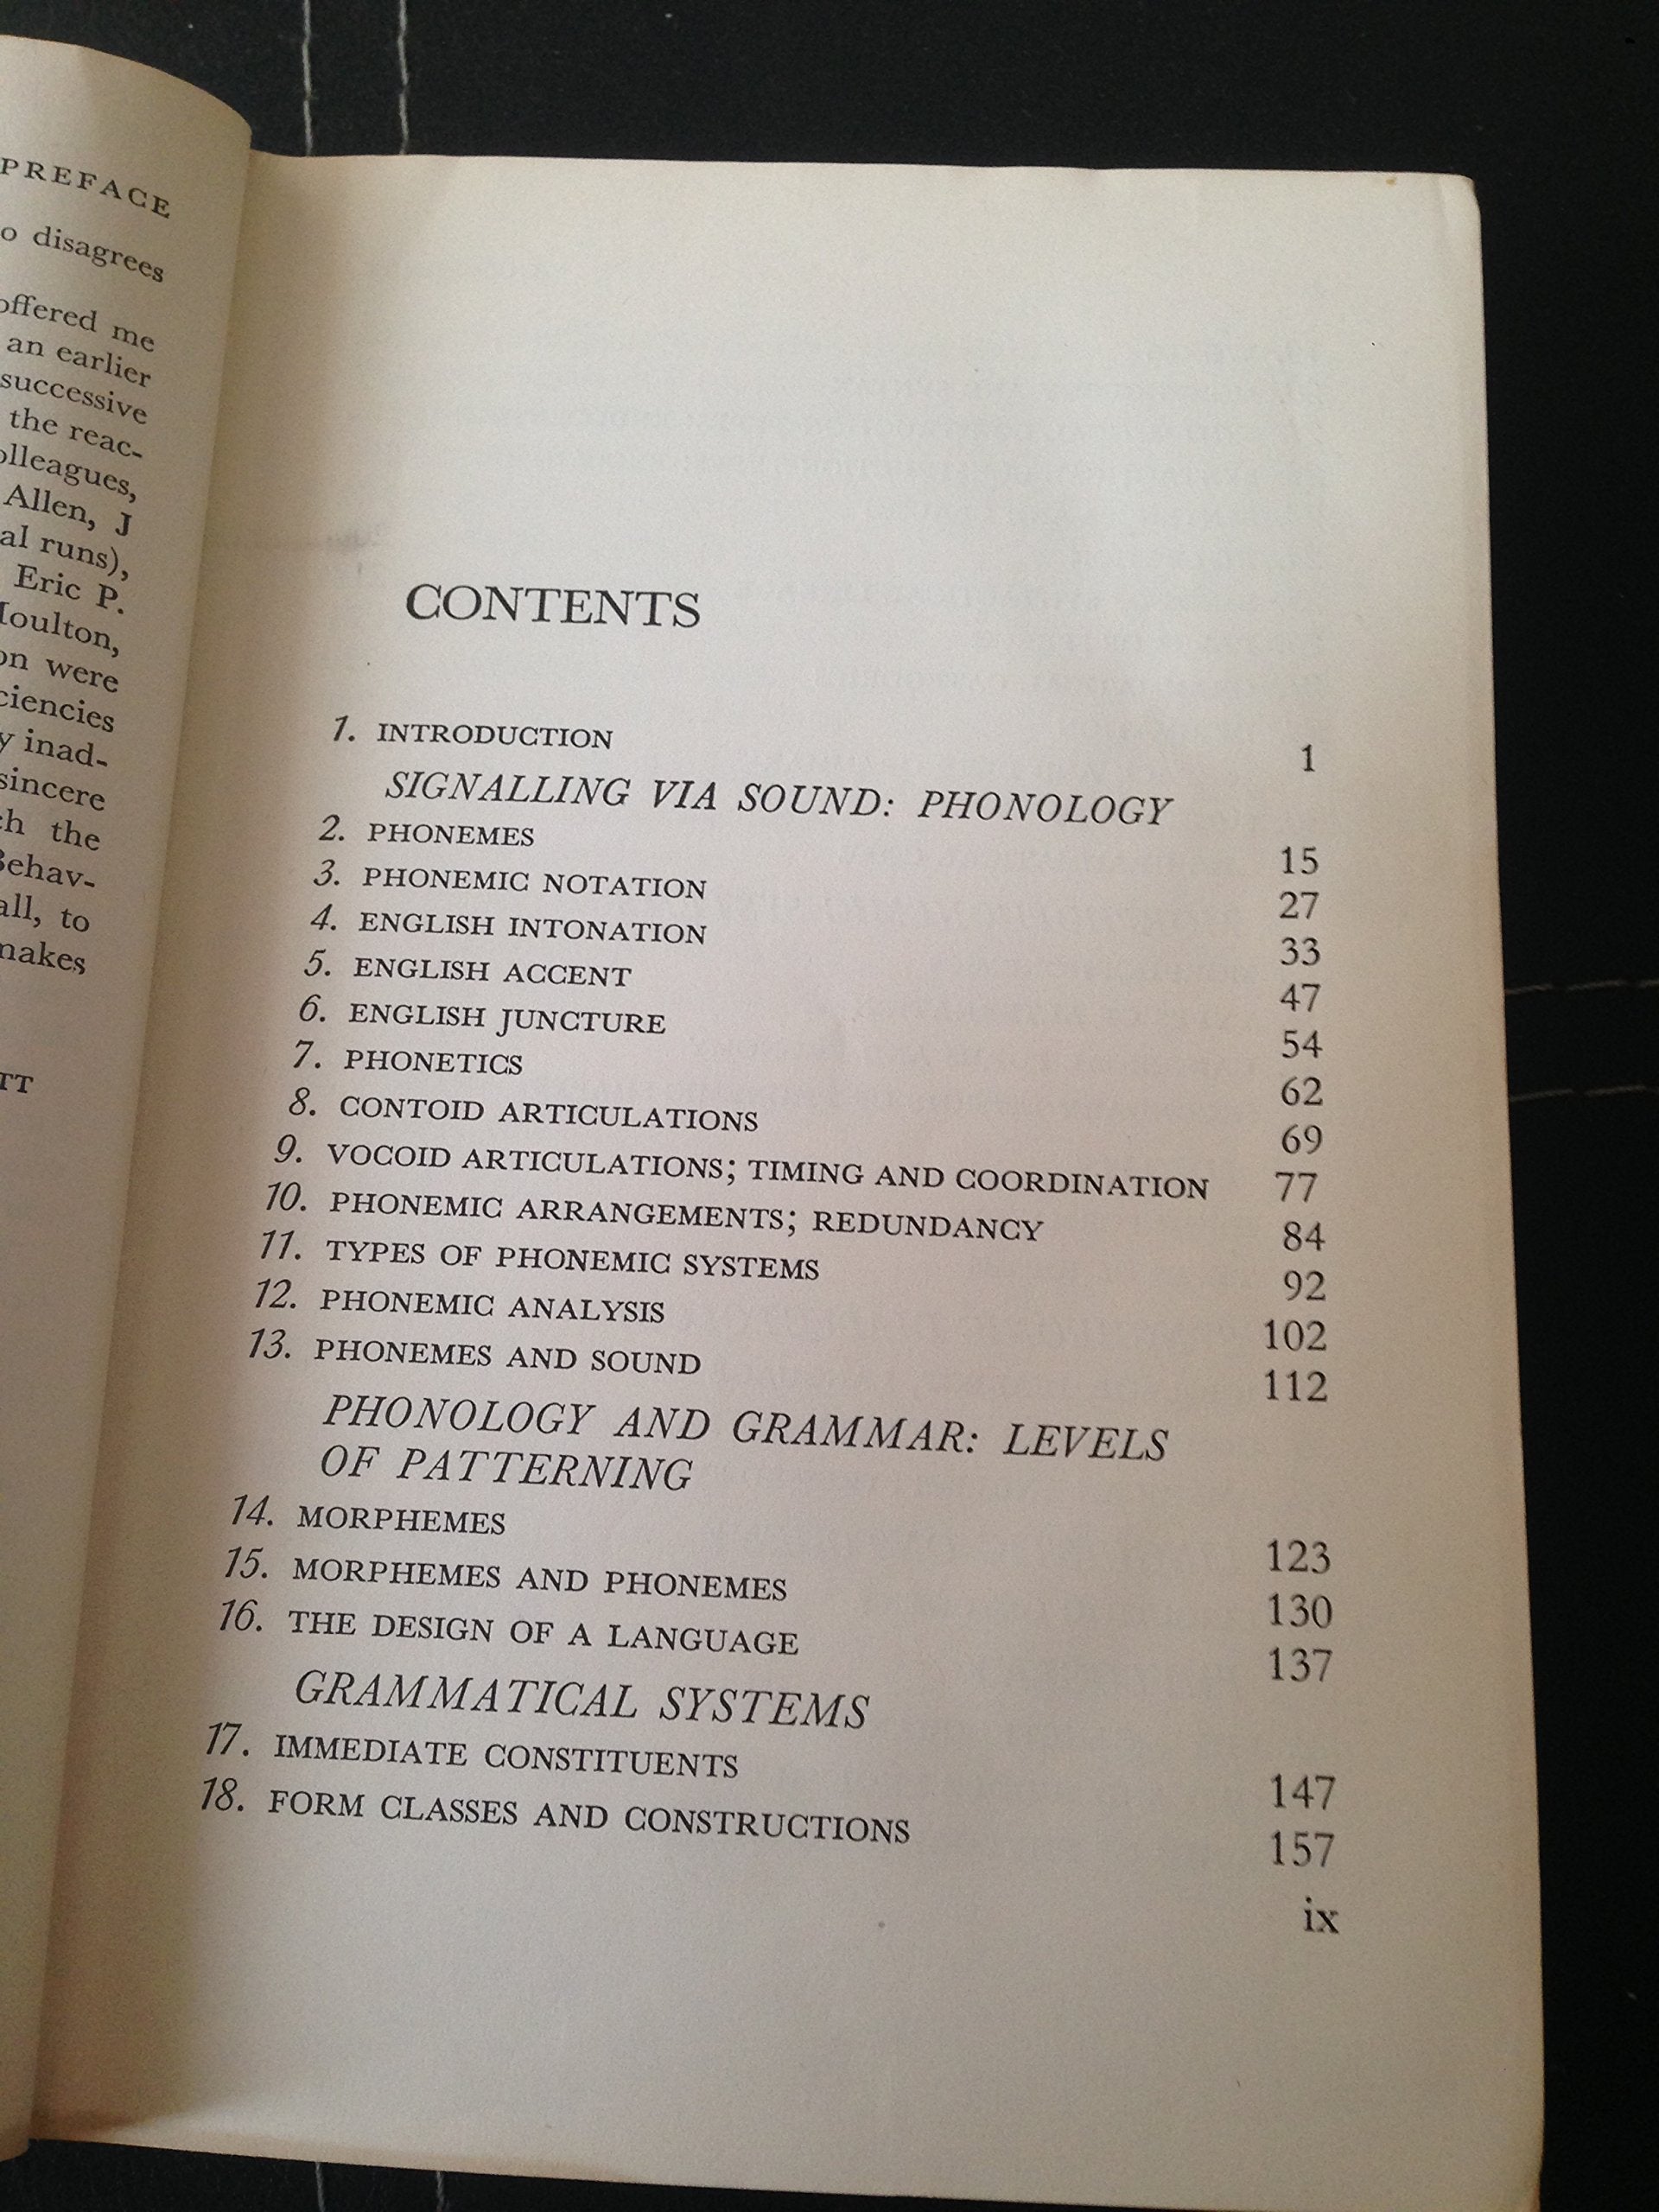 PREFACE
disagrees
offered me
an earlier
successive
the reac-
olleagues,
Allen, J
al runs),
Eric P.
oulton,
on were
ciencies
y inad-
sincere
ch the
Behav-
all, to
makes
TT
CONTENTS
1. INTRODUCTION 1
SIGNALLING VIA SOUND: PHONOLOGY
2. PHONEMES 15
3. PHONEMIC NOTATION 27
4. ENGLISH INTONATION 33
5. ENGLISH ACCENT 47
6. ENGLISH JUNCTURE 54
7. PHONETICS 62
8. CONTOID ARTICULATIONS 69
9. VOCOID ARTICULATIONS; TIMING AND COORDINATION 77
10. PHONEMIC ARRANGEMENTS; REDUNDANCY 84
11. TYPES OF PHONEMIC SYSTEMS 92
12. PHONEMIC ANALYSIS 102
13. PHONEMES AND SOUND 112
PHONOLOGY AND GRAMMAR: LEVELS
OF PATTERNING
14. MORPHEMES 123
15. MORPHEMES AND PHONEMES 130
16. THE DESIGN OF A LANGUAGE 137
GRAMMATICAL SYSTEMS
17. IMMEDIATE CONSTITUENTS 147
18. FORM CLASSES AND CONSTRUCTIONS 157
ix